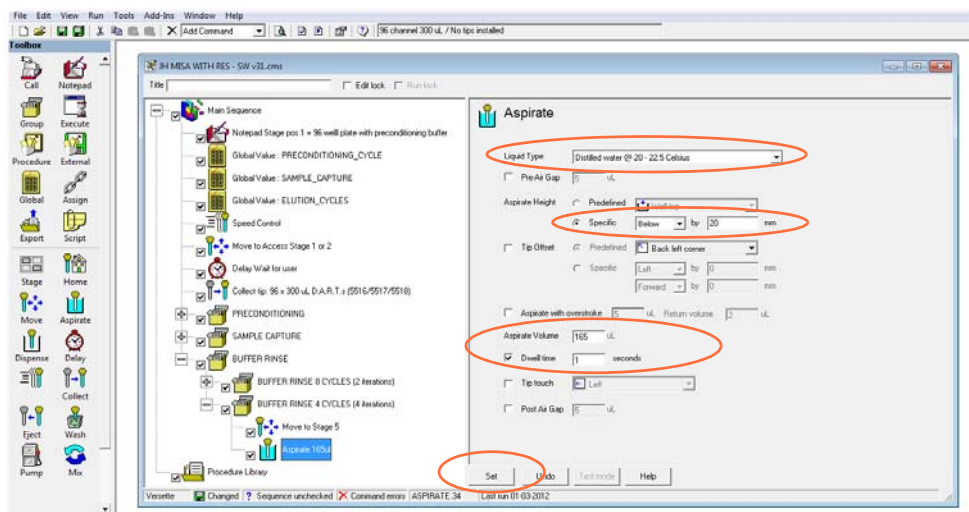 File Edit View Run Tools Add-Ins Window Help
Add Command 96 channel 300 uL / No tips installed
Toolbox
Call Notepad
Group Execute
Procedure External
Global Assign
Export Script
Stage Home
Move Aspirate
Dispense Delay
Collect
Eject Wash
Pump Mix
JH MISA WITH RES - SW v31.cms
Title Edit lock Run lock
Main Sequence
Notepad Stage pos 1 = 96 well plate with preconditioning buffer
Global Value : PRECONDITIONING_CYCLE
Global Value : SAMPLE_CAPTURE
Global Value : ELUTION_CYCLES
Speed Control
Move to Access Stage 1 or 2
Delay Wait for user
Collect tip: 96 x 300 uL D.A.R.T.s (5516/5517/5518)
PRECONDITIONING
SAMPLE CAPTURE
BUFFER RINSE
BUFFER RINSE 8 CYCLES (2 iterations)
BUFFER RINSE 4 CYCLES (4 iterations)
Move to Stage 5
Aspirate 165ul
Procedure Library
Aspirate
Liquid Type Distilled water @ 20 - 22.5 Celsius
Pre Air Gap 5 uL
Aspirate Height Predefined
Specific Below by 20 mm
Tip Offset Predefined Back left corner
Specific Left by 0 mm
Forward by 0 mm
Aspirate with overstroke 5 uL Return volume 2 uL
Aspirate Volume 165 uL
Dwell time 1 seconds
Tip touch Left
Post Air Gap 5 uL
Set Undo Test mode Help
Versette Changed ? Sequence unchecked Command errors ASPIRATE.34 Last run 01-03-2012